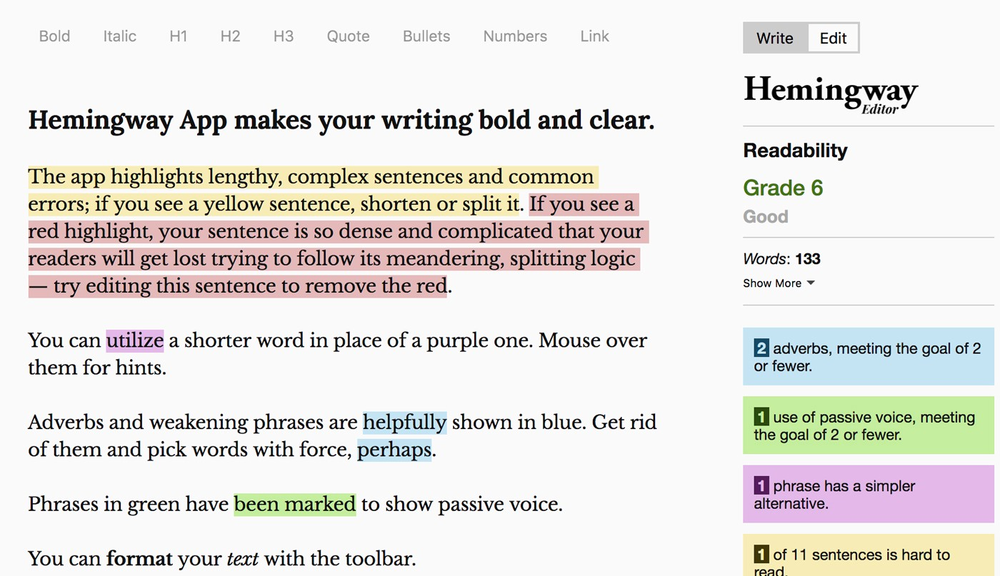 Bold Italic H1 H2 H3 Quote Bullets Numbers Link
Hemingway App makes your writing bold and clear.
The app highlights lengthy, complex sentences and common
errors; if you see a yellow sentence, shorten or split it. If you see a
red highlight, your sentence is so dense and complicated that your
readers will get lost trying to follow its meandering, splitting logic
— try editing this sentence to remove the red.
You can utilize a shorter word in place of a purple one. Mouse over
them for hints.
Adverbs and weakening phrases are helpfully shown in blue. Get rid
of them and pick words with force, perhaps.
Phrases in green have been marked to show passive voice.
You can format your text with the toolbar.
Write Edit
Hemingway
Editor
Readability
Grade 6
Good
Words: 133
Show More
2 adverbs, meeting the goal of 2
or fewer.
1 use of passive voice, meeting
the goal of 2 or fewer.
1 phrase has a simpler
alternative.
1 of 11 sentences is hard to
read.